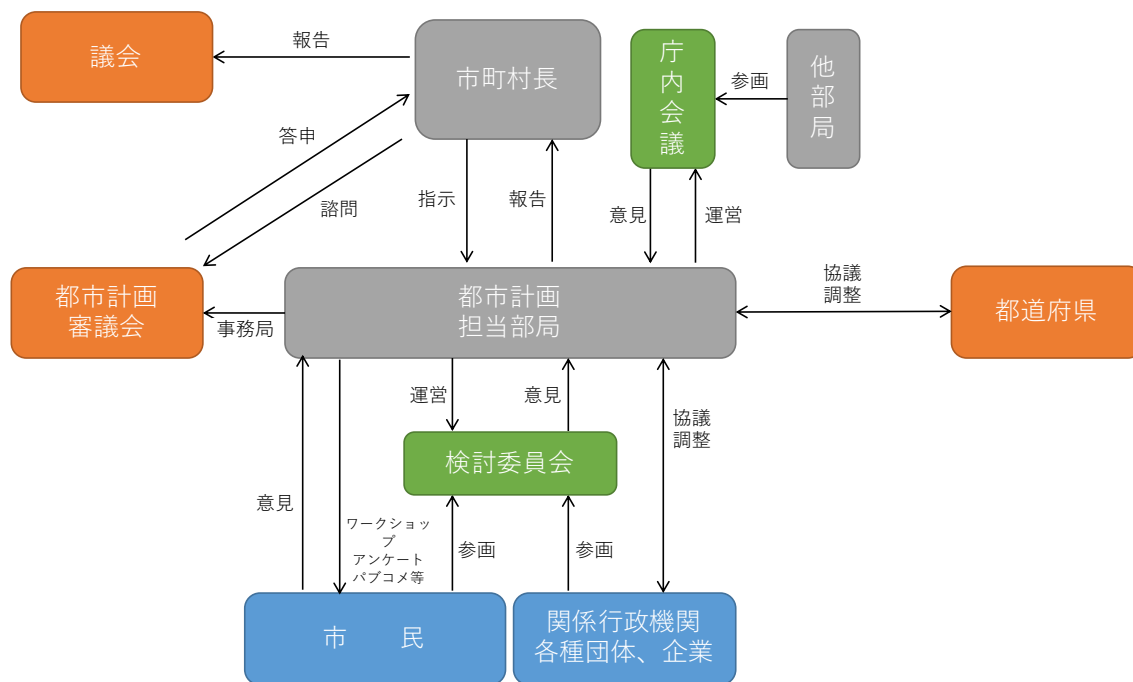 議会
報告
市町村長
庁
内
会
議
参画
他
部
局
答申
諮問
指示
報告
意見
運営
都市計画
審議会
事務局
都市計画
担当部局
協議
調整
都道府県
運営
意見
協議
調整
検討委員会
意見
ワークショッ
プ
アンケート
パブコメ等
参画
参画
市　　民
関係行政機関
各種団体、企業